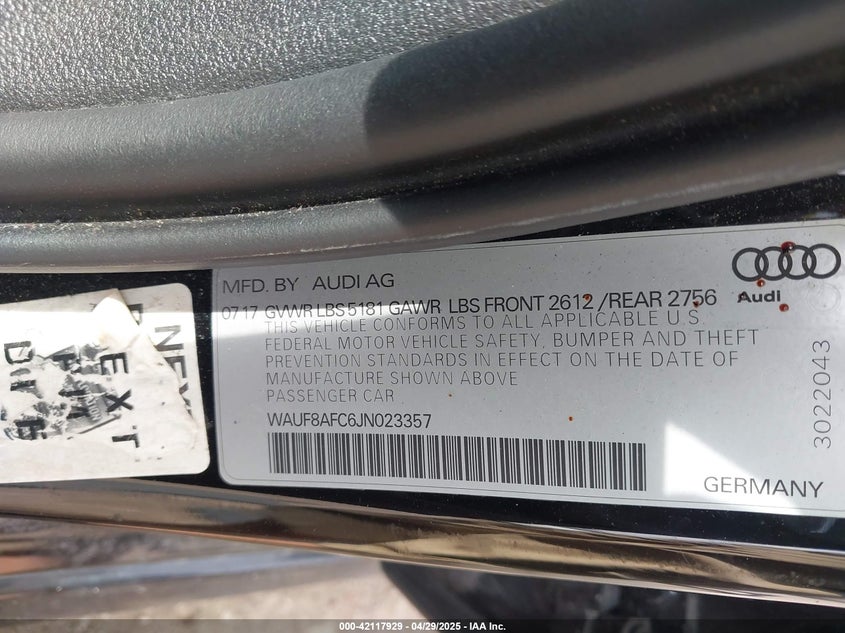 MFD. BY AUDI AG
0717 GVWR LBS 5181 GAWR LBS FRONT 2612 /REAR 2756
THIS VEHICLE CONFORMS TO ALL APPLICABLE U.S.
FEDERAL MOTOR VEHICLE SAFETY, BUMPER AND THEFT
PREVENTION STANDARDS IN EFFECT ON THE DATE OF
MANUFACTURE SHOWN ABOVE
PASSENGER CAR
WAUF8AFC6JN023357
Audi
3022043
GERMANY
NEXT
000-42117929 - 04/29/2025 - IAA Inc.